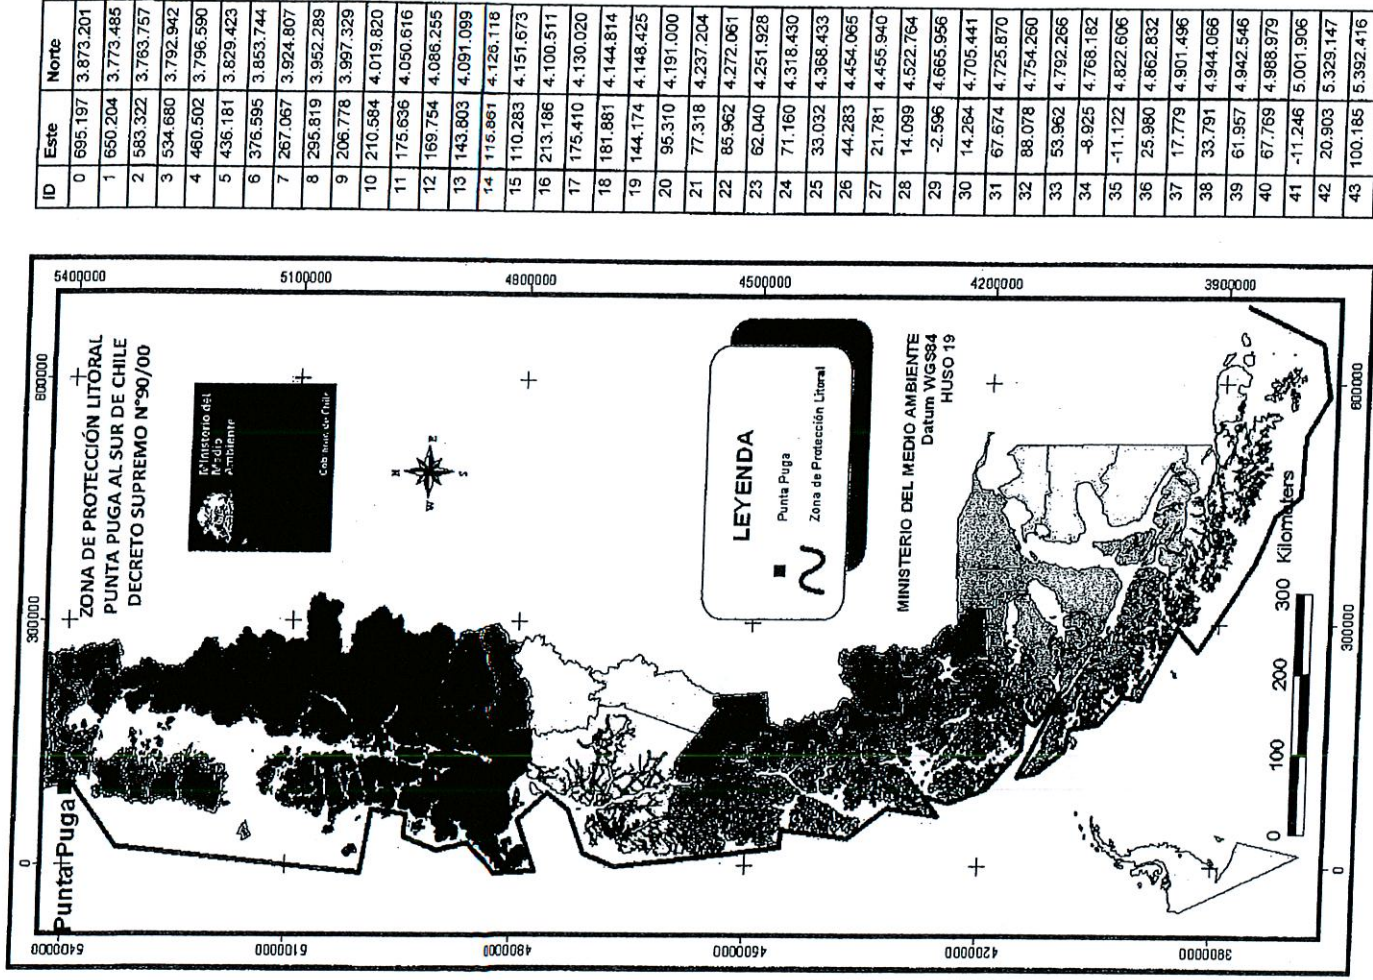 ID Este Norte
0 695.197 3.873.201
1 650.204 3.773.485
2 583.322 3.763.757
3 534.680 3.792.942
4 460.502 3.796.590
5 436.181 3.829.423
6 376.595 3.853.744
7 267.067 3.924.807
8 295.819 3.952.289
9 206.778 3.997.329
10 210.584 4.019.820
11 175.636 4.050.616
12 169.754 4.086.255
13 143.803 4.091.099
14 115.861 4.126.118
15 110.283 4.151.673
16 213.186 4.100.511
17 175.410 4.130.020
18 181.881 4.144.814
19 144.174 4.148.425
20 95.310 4.191.000
21 77.318 4.237.204
22 85.962 4.272.061
23 62.040 4.251.928
24 71.160 4.318.430
25 33.032 4.368.433
26 44.283 4.454.065
27 21.781 4.455.940
28 14.099 4.522.764
29 -2.596 4.665.956
30 14.264 4.705.441
31 67.674 4.725.870
32 88.078 4.754.260
33 53.962 4.792.266
34 -8.925 4.768.182
35 -11.122 4.822.606
36 25.980 4.862.832
37 17.779 4.901.496
38 33.791 4.944.066
39 61.957 4.942.546
40 67.769 4.988.979
41 -11.246 5.001.906
42 20.903 5.329.147
43 100.185 5.392.416
0 300000 600000
5400000
5100000
4800000
4500000
4200000
3900000
ZONA DE PROTECCIÓN LITORAL
PUNTA PUGA AL SUR DE CHILE
DECRETO SUPREMO N°90/00
Ministerio del
Medio
Ambiente
Gobierno de Chile
N
W E
S
Punta Puga
LEYENDA
Punta Puga
Zona de Protección Litoral
MINISTERIO DEL MEDIO AMBIENTE
Datum WGS84
HUSO 19
0 100 200 300 Kilometers
5400000
5100000
4800000
4500000
4200000
3900000
0 300000 600000